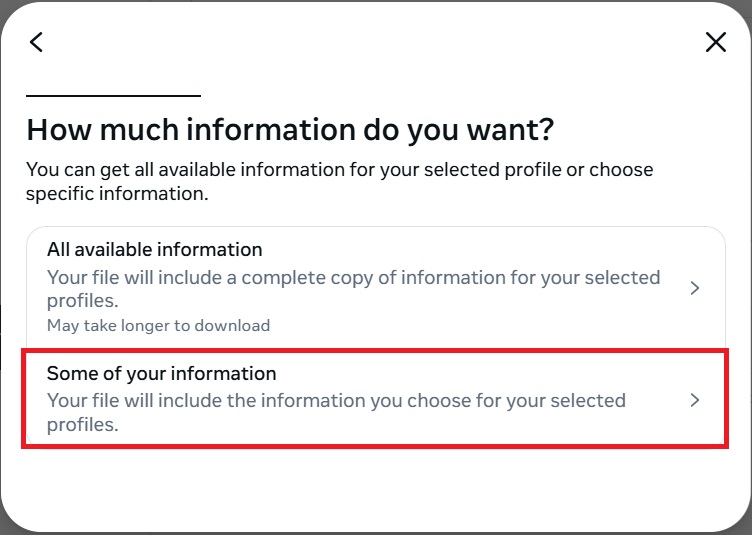 How much information do you want?
You can get all available information for your selected profile or choose
specific information.
All available information
Your file will include a complete copy of information for your selected
profiles.
May take longer to download
Some of your information
Your file will include the information you choose for your selected
profiles.